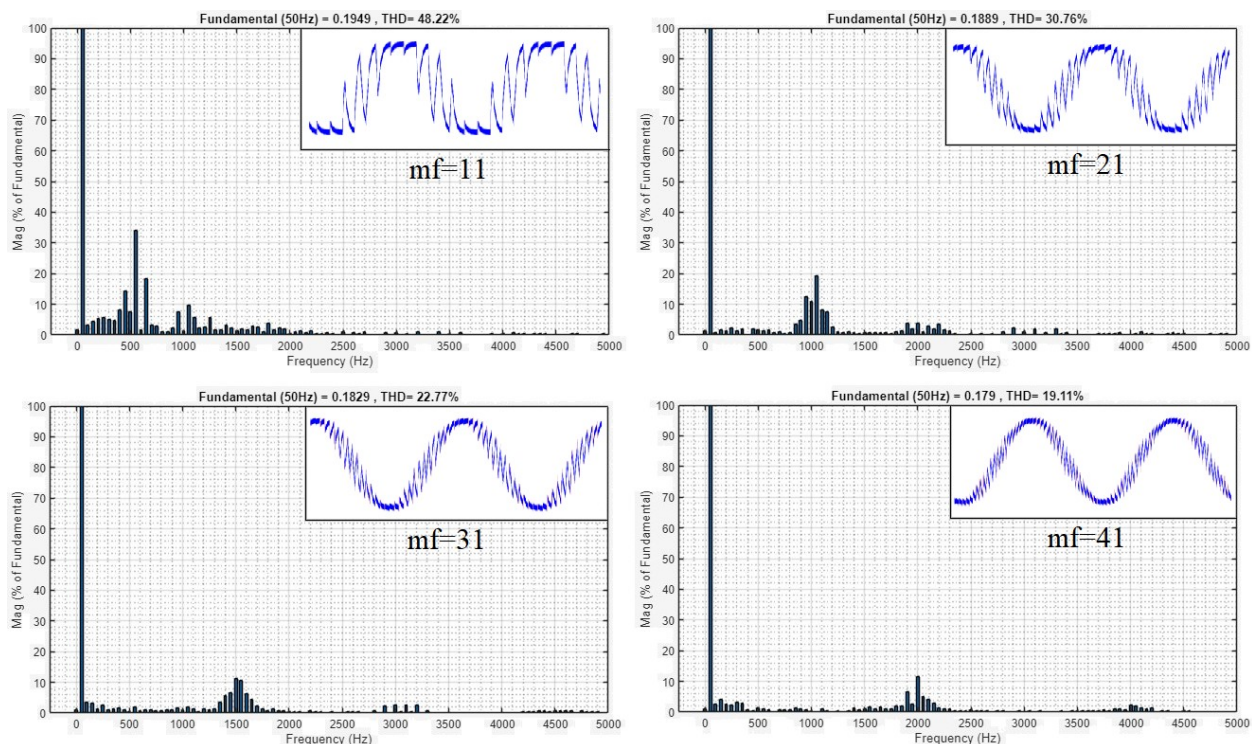 Fundamental (50Hz) = 0.1949 , THD= 48.22%
100
90
80
70
60
50
40
30
20
10
0
Mag (% of Fundamental)
mf=11
0 500 1000 1500 2000 2500 3000 3500 4000 4500 5000
Frequency (Hz)
Fundamental (50Hz) = 0.1889 , THD= 30.76%
100
90
80
70
60
50
40
30
20
10
0
Mag (% of Fundamental)
mf=21
0 500 1000 1500 2000 2500 3000 3500 4000 4500 5000
Frequency (Hz)
Fundamental (50Hz) = 0.1829 , THD= 22.77%
100
90
80
70
60
50
40
30
20
10
0
Mag (% of Fundamental)
mf=31
0 500 1000 1500 2000 2500 3000 3500 4000 4500 5000
Frequency (Hz)
Fundamental (50Hz) = 0.179 , THD= 19.11%
100
90
80
70
60
50
40
30
20
10
0
Mag (% of Fundamental)
mf=41
0 500 1000 1500 2000 2500 3000 3500 4000 4500 5000
Frequency (Hz)